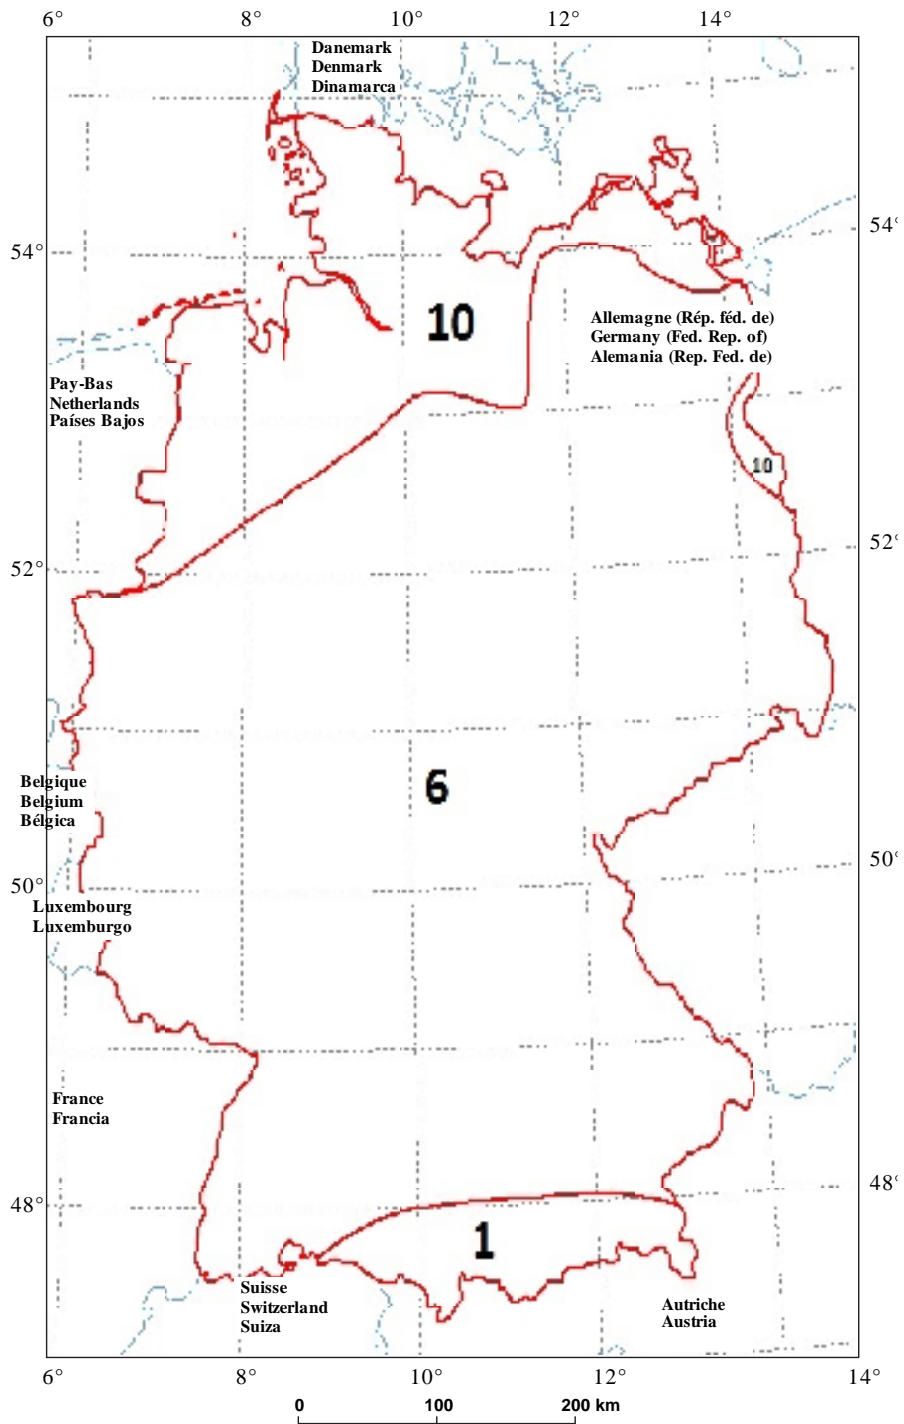 6° 8° 10° 12° 14°
Danemark
Denmark
Dinamarca
54°
54°
10
Allemagne (Rép. féd. de)
Germany (Fed. Rep. of)
Alemania (Rep. Fed. de)
Pay-Bas
Netherlands
Países Bajos
10
52°
52°
6
Belgique
Belgium
Bélgica
50°
50°
Luxembourg
Luxemburgo
France
Francia
48°
48°
1
Suisse
Switzerland
Suiza
Autriche
Austria
6° 8° 10° 12° 14°
0 100 200 km